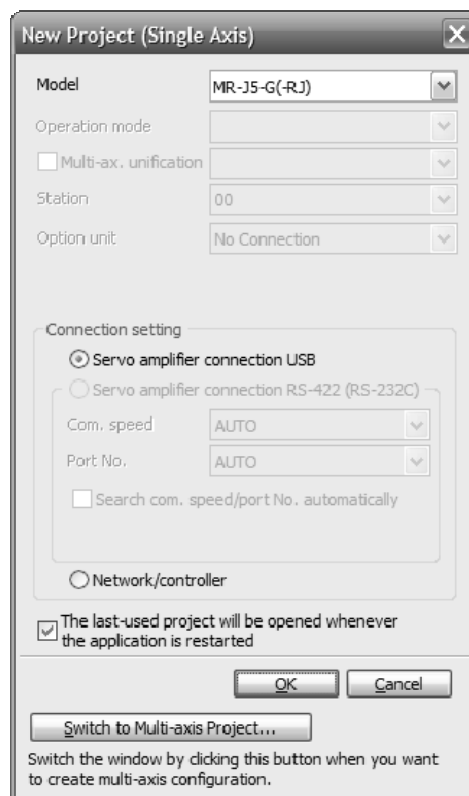 New Project (Single Axis)
Model
MR-J5-G(-RJ)
Operation mode
Multi-ax. unification
Station
00
Option unit
No Connection
Connection setting
Servo amplifier connection USB
Servo amplifier connection RS-422 (RS-232C)
Com. speed
AUTO
Port No.
AUTO
Search com. speed/port No. automatically
Network/controller
The last-used project will be opened whenever
the application is restarted
OK
Cancel
Switch to Multi-axis Project...
Switch the window by clicking this button when you want
to create multi-axis configuration.